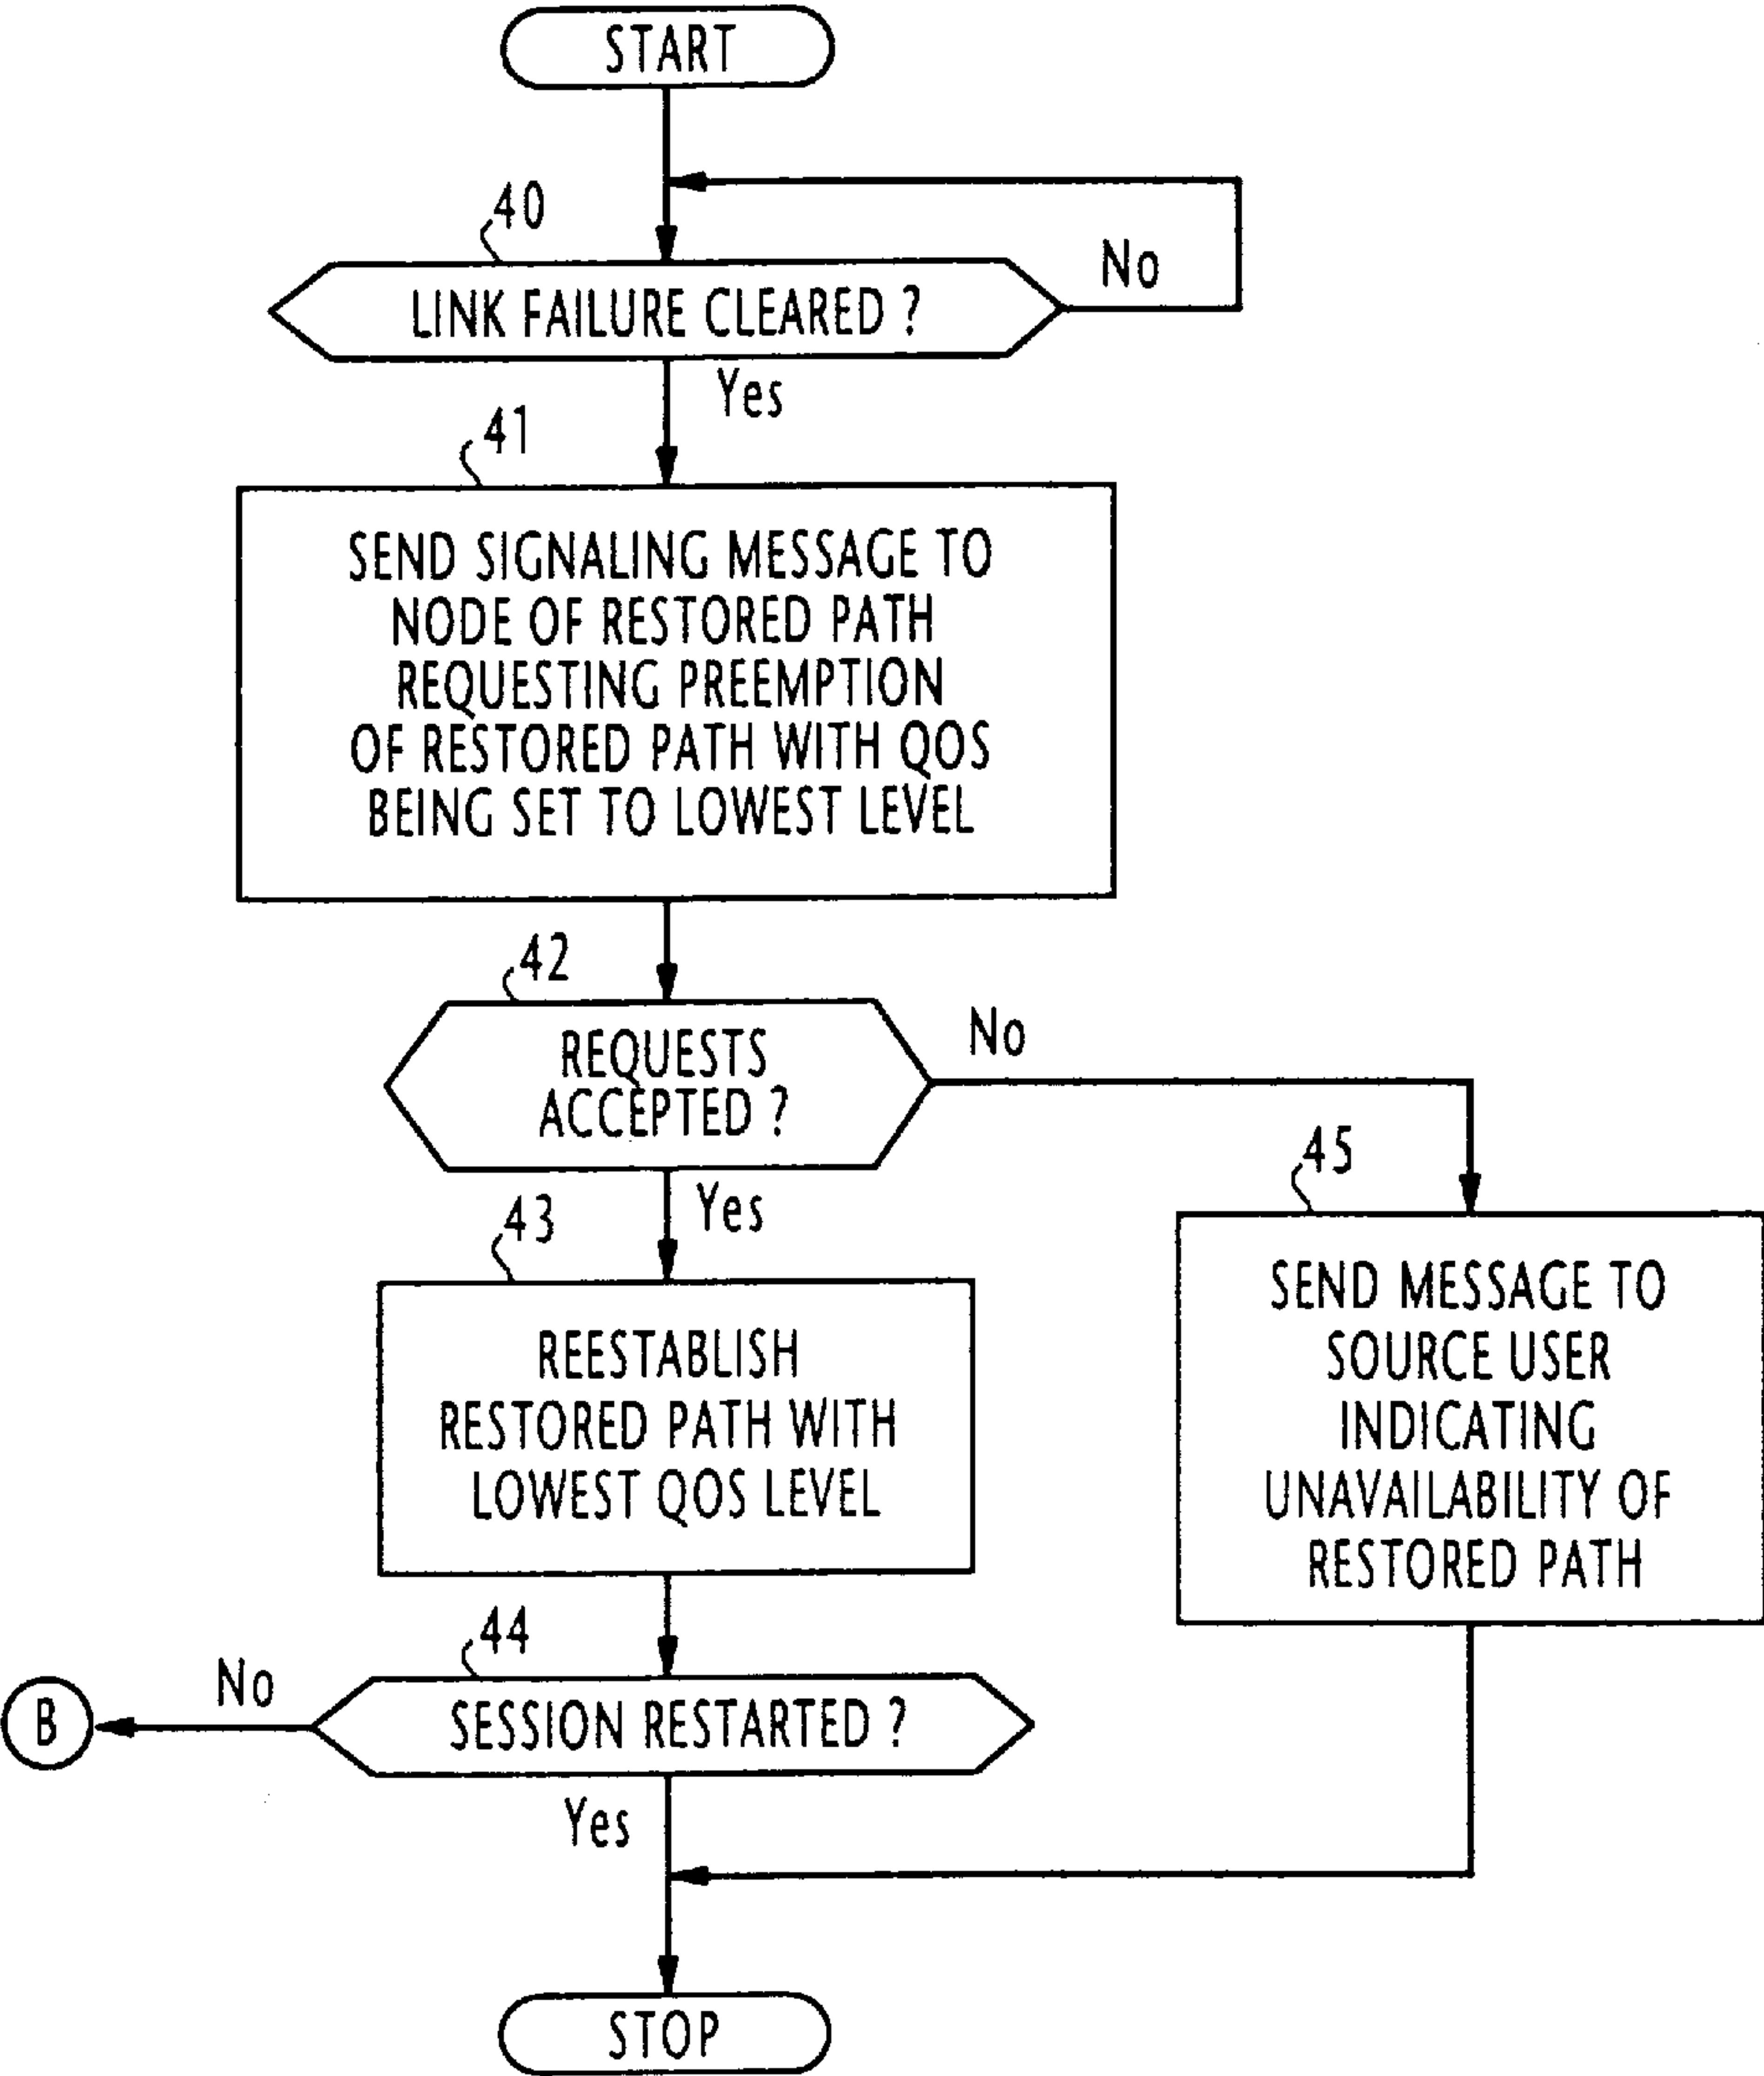 START
40
No
LINK FAILURE CLEARED ?
Yes
41
SEND SIGNALING MESSAGE TO
NODE OF RESTORED PATH
REQUESTING PREEMPTION
OF RESTORED PATH WITH QOS
BEING SET TO LOWEST LEVEL
42
REQUESTS
ACCEPTED ?
No
Yes
43
REESTABLISH
RESTORED PATH WITH
LOWEST QOS LEVEL
45
SEND MESSAGE TO
SOURCE USER
INDICATING
UNAVAILABILITY OF
RESTORED PATH
44
SESSION RESTARTED ?
No
B
Yes
STOP